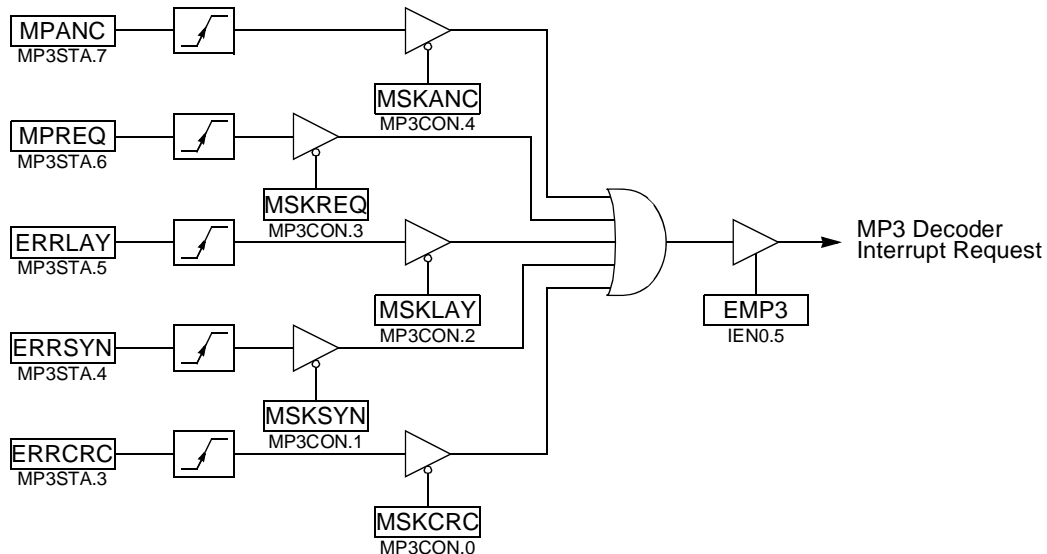 MPANC
MP3STA.7
MSKANC
MP3CON.4
MPREQ
MP3STA.6
MSKREQ
MP3CON.3
ERRLAY
MP3STA.5
MSKLAY
MP3CON.2
MP3 Decoder
Interrupt Request
EMP3
IEN0.5
ERRSYN
MP3STA.4
MSKSYN
MP3CON.1
ERRCRC
MP3STA.3
MSKCRC
MP3CON.0